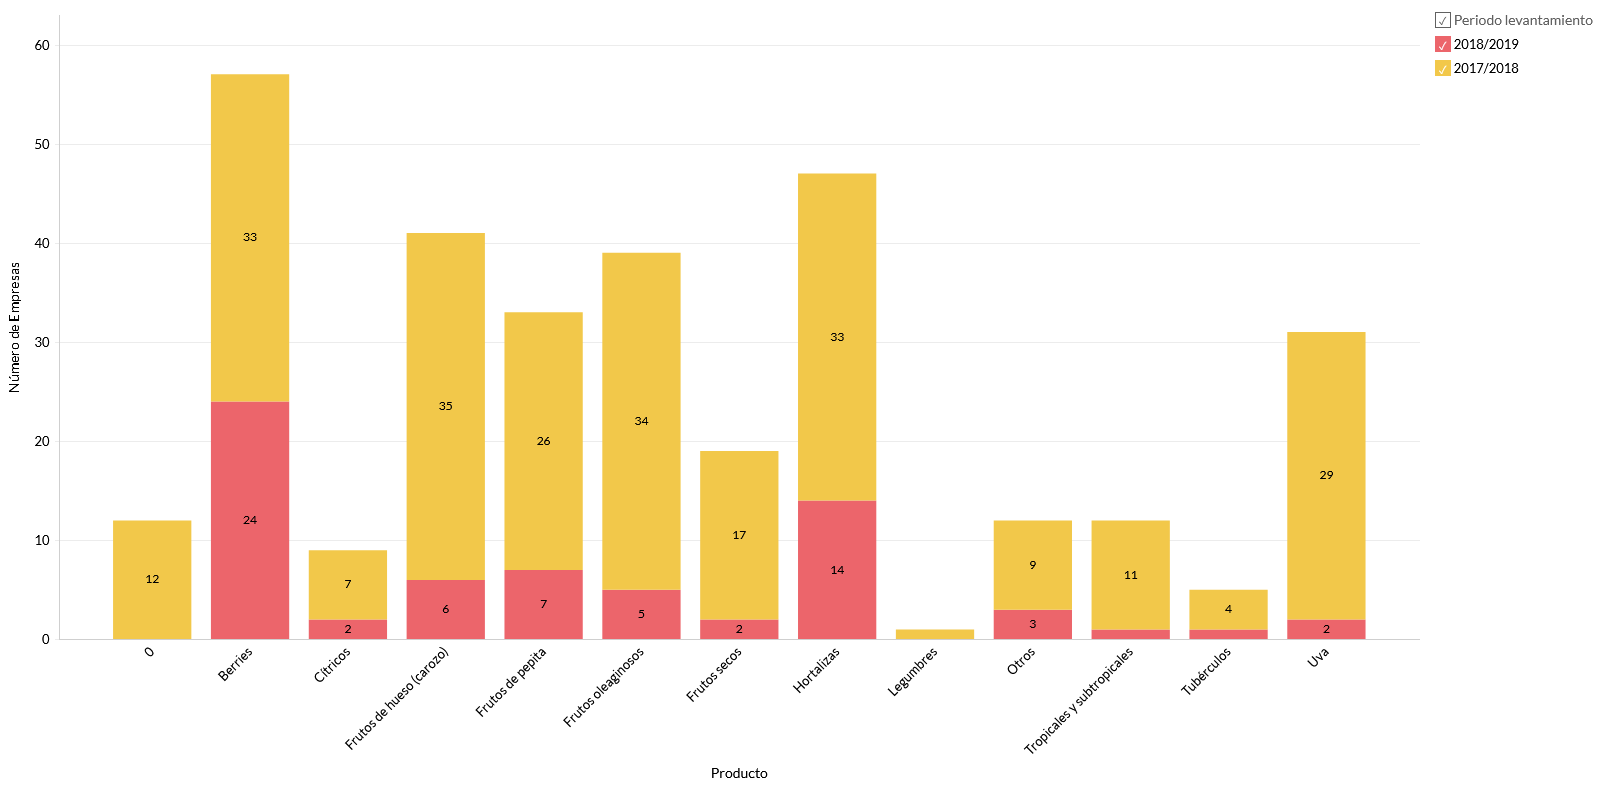 Periodo levantamiento
2018/2019
2017/2018
Número de Empresas
60
50
40
30
20
10
0
12
33
24
7
2
35
6
26
7
34
5
17
2
33
14
9
3
11
4
29
2
0
Berries
Cítricos
Frutos de hueso (carozo)
Frutos de pepita
Frutos oleaginosos
Frutos secos
Hortalizas
Legumbres
Otros
Tropicales y subtropicales
Tubérculos
Uva
Producto